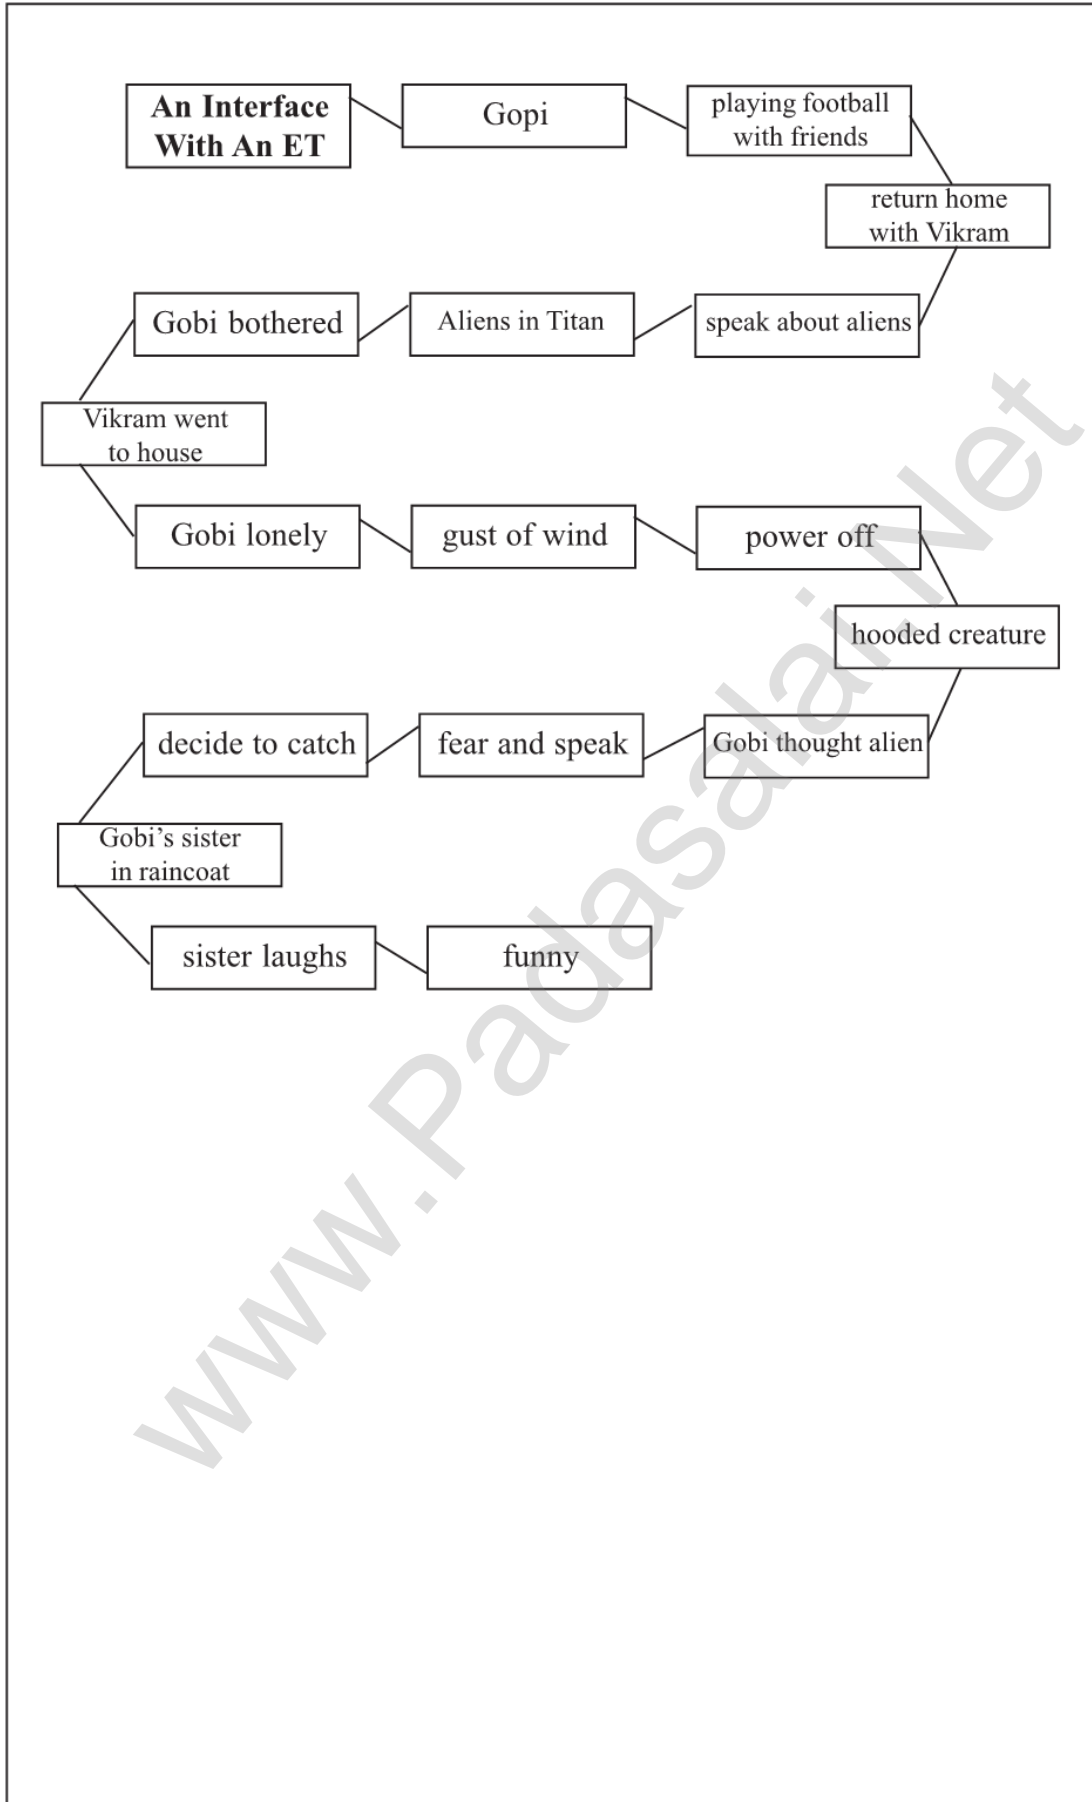 An Interface
With An ET
Gopi
playing football
with friends
return home
with Vikram
speak about aliens
Aliens in Titan
Gobi bothered
Vikram went
to house
Gobi lonely
gust of wind
power off
hooded creature
Gobi thought alien
fear and speak
decide to catch
Gobi's sister
in raincoat
sister laughs
funny
www.Padasalai.Net